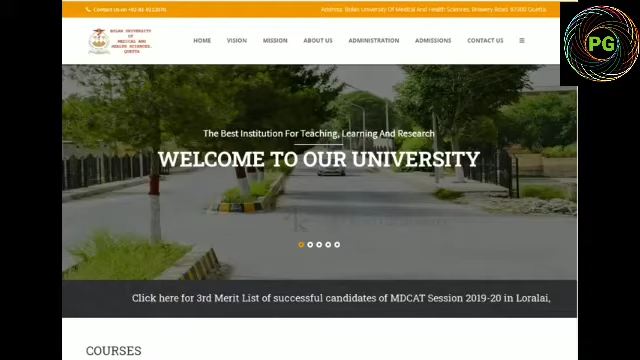 Contact Us on +92-81-9213070
Address: Bolan University Of Medical And Health Sciences, Brewery Road, 87300 Quetta
BOLAN UNIVERSITY
OF
MEDICAL AND
HEALTH SCIENCES,
QUETTA
HOME VISION MISSION ABOUT US ADMINISTRATION ADMISSIONS CONTACT US
PG
The Best Institution For Teaching, Learning And Research
WELCOME TO OUR UNIVERSITY
Click here for 3rd Merit List of successful candidates of MDCAT Session 2019-20 in Loralai,
COURSES